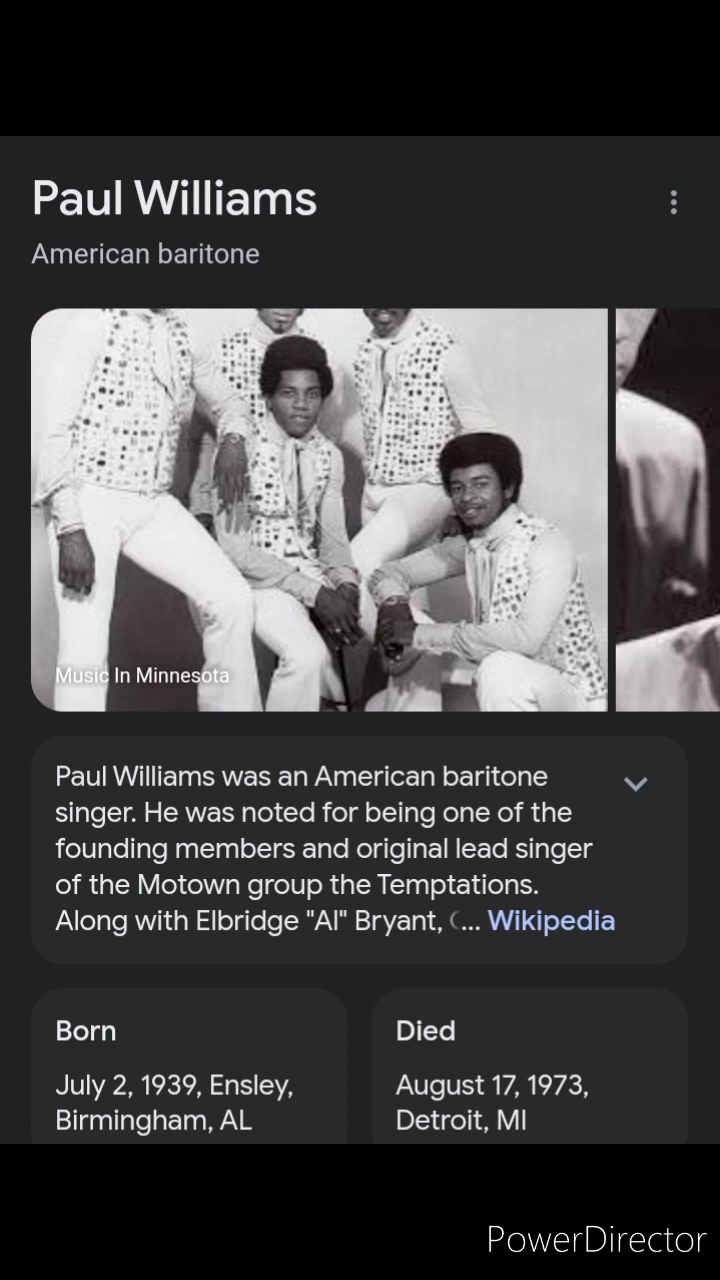 Paul Williams
American baritone
Music In Minnesota
Paul Williams was an American baritone
singer. He was noted for being one of the
founding members and original lead singer
of the Motown group the Temptations.
Along with Elbridge "Al" Bryant, ... Wikipedia
Born
July 2, 1939, Ensley,
Birmingham, AL
Died
August 17, 1973,
Detroit, MI
PowerDirector